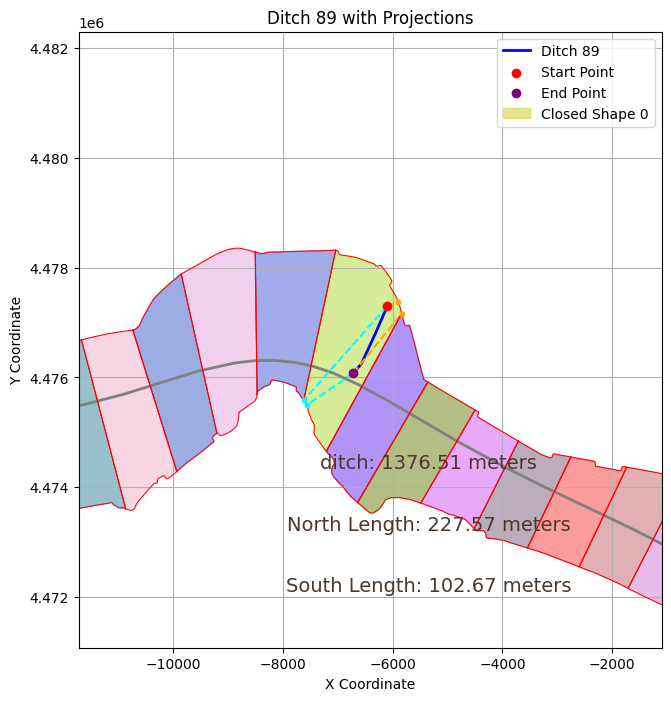 Ditch 89 with Projections
1e6
Ditch 89
Start Point
End Point
Closed Shape 0
4.482
4.480
4.478
4.476
4.474
4.472
Y Coordinate
ditch: 1376.51 meters
North Length: 227.57 meters
South Length: 102.67 meters
−10000
−8000
−6000
−4000
−2000
X Coordinate